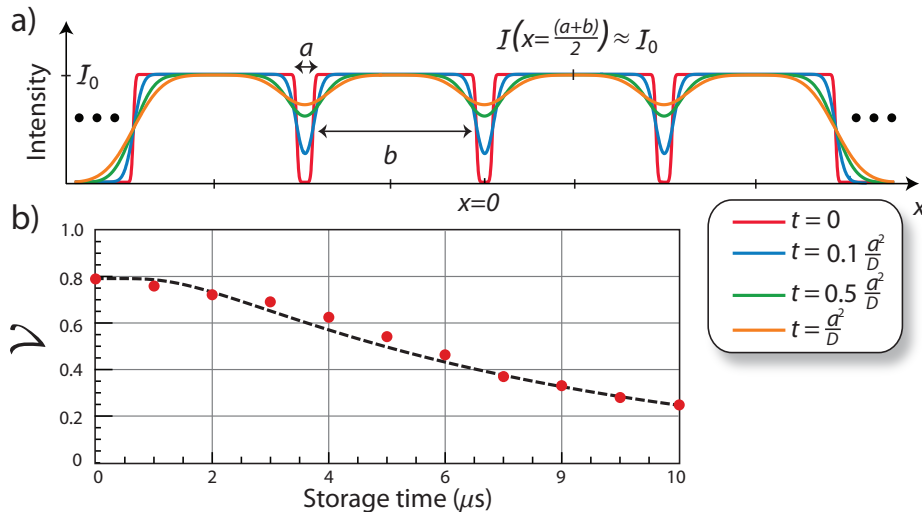 a)
I(x=(a+b)/2)≈I₀
I₀
a
Intensity
b
x=0
x
b)
t = 0
t = 0.1 a²/D
t = 0.5 a²/D
t = a²/D
1.0
0.8
0.6
0.4
0.2
0
𝒱
0
2
4
6
8
9
10
Storage time (μs)